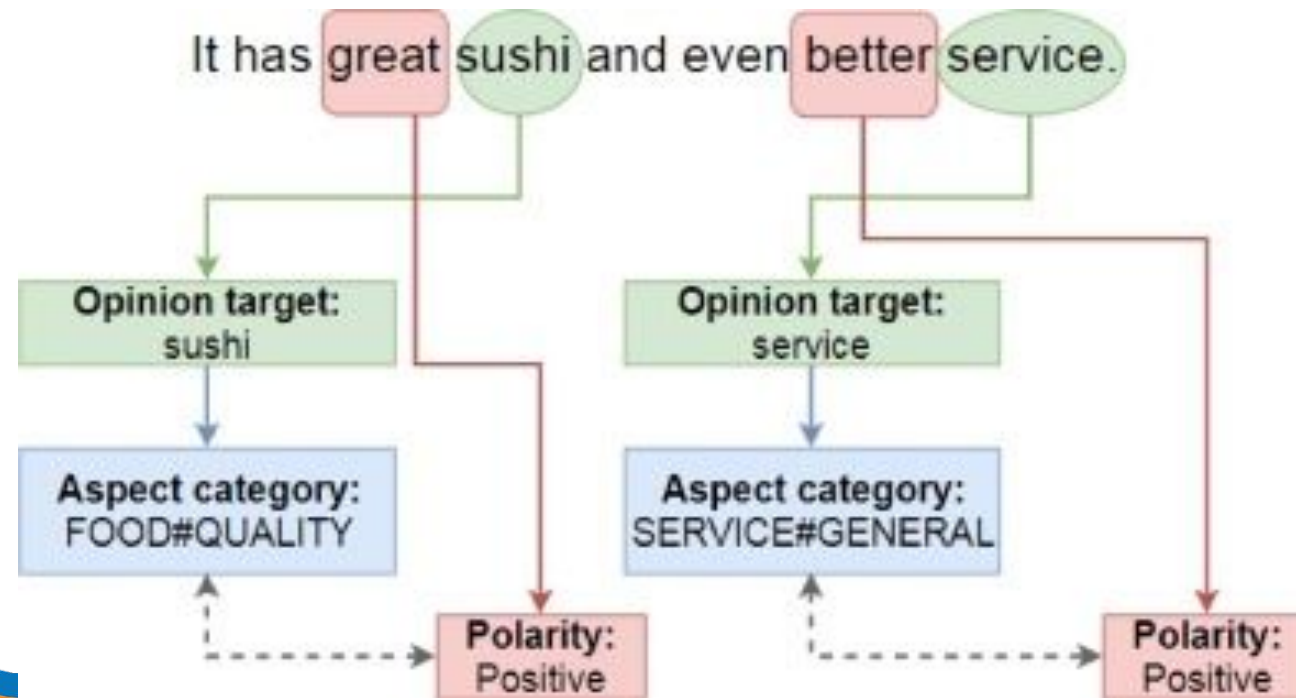 It has great sushi and even better service.
Opinion target:
sushi
Opinion target:
service
Aspect category:
FOOD#QUALITY
Aspect category:
SERVICE#GENERAL
Polarity:
Positive
Polarity:
Positive